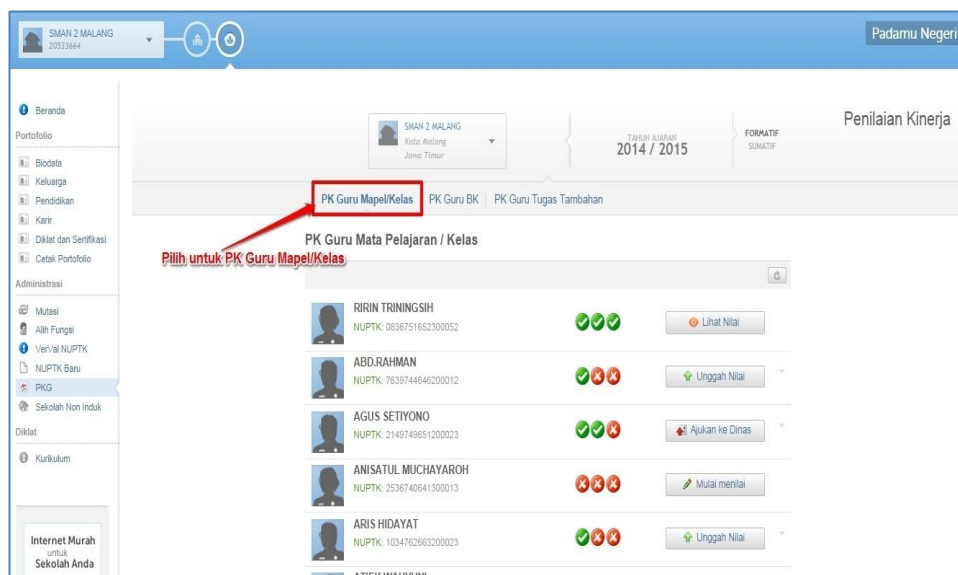 SMAN 2 MALANG
20533664
Padamu Negeri
Beranda
Portofolio
Biodata
Keluarga
Pendidikan
Karir
Diklat dan Sertifikasi
Cetak Portofolio
Administrasi
Mutasi
Alih Fungsi
VerVal NUPTK
NUPTK Baru
PKG
Sekolah Non Induk
Diklat
Kurikulum
Internet Murah
untuk
Sekolah Anda
SMAN 2 MALANG
Kota Malang
Jawa Timur
TAHUN AJARAN
2014 / 2015
FORMATIF
SUMATIF
Penilaian Kinerja
PK Guru Mapel/Kelas PK Guru BK | PK Guru Tugas Tambahan
Pilih untuk PK Guru Mapel/Kelas
PK Guru Mata Pelajaran / Kelas
RIRIN TRININGSIH
NUPTK: 0836751652300052
Lihat Nilai
ABD.RAHMAN
NUPTK: 7639744646200012
Unggah Nilai
AGUS SETIYONO
NUPTK: 2149749651200023
Ajukan ke Dinas
ANISATUL MUCHAYAROH
NUPTK: 2536740641300013
Mulai menilai
ARIS HIDAYAT
NUPTK: 1034762663200023
Unggah Nilai